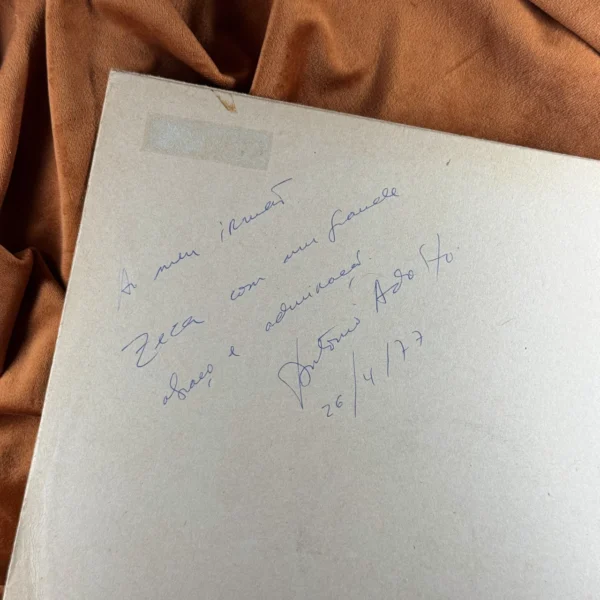 Ao meu irmão
Zeca com um grande
abraço e admiração.
Antonio Adolfo.
26/4/77